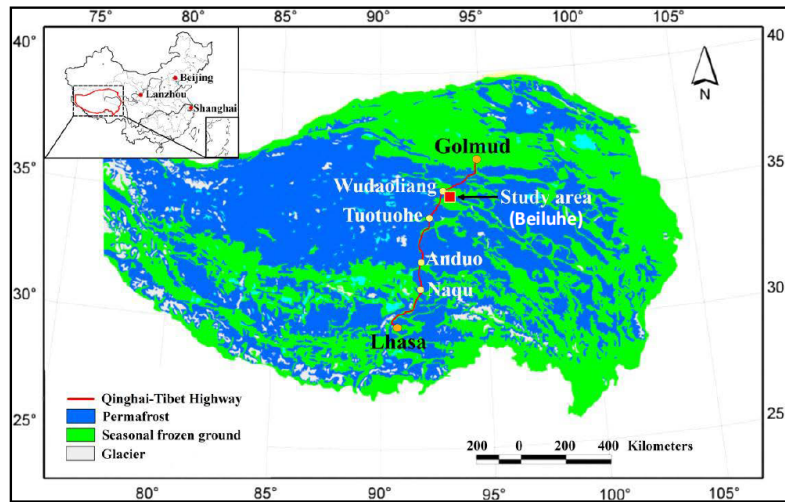 75° 80° 85° 90° 95° 100° 105°
40°
40°
Beijing
Lanzhou
Shanghai
N
Golmud
35°
35°
Wudaoliang
Study area
(Beiluhe)
Tuotuohe
Anduo
30°
30°
Naqu
Lhasa
Qinghai-Tibet Highway
Permafrost
25°
25°
Seasonal frozen ground
Glacier
200 0 200 400 Kilometers
80° 85° 90° 95° 100° 105°